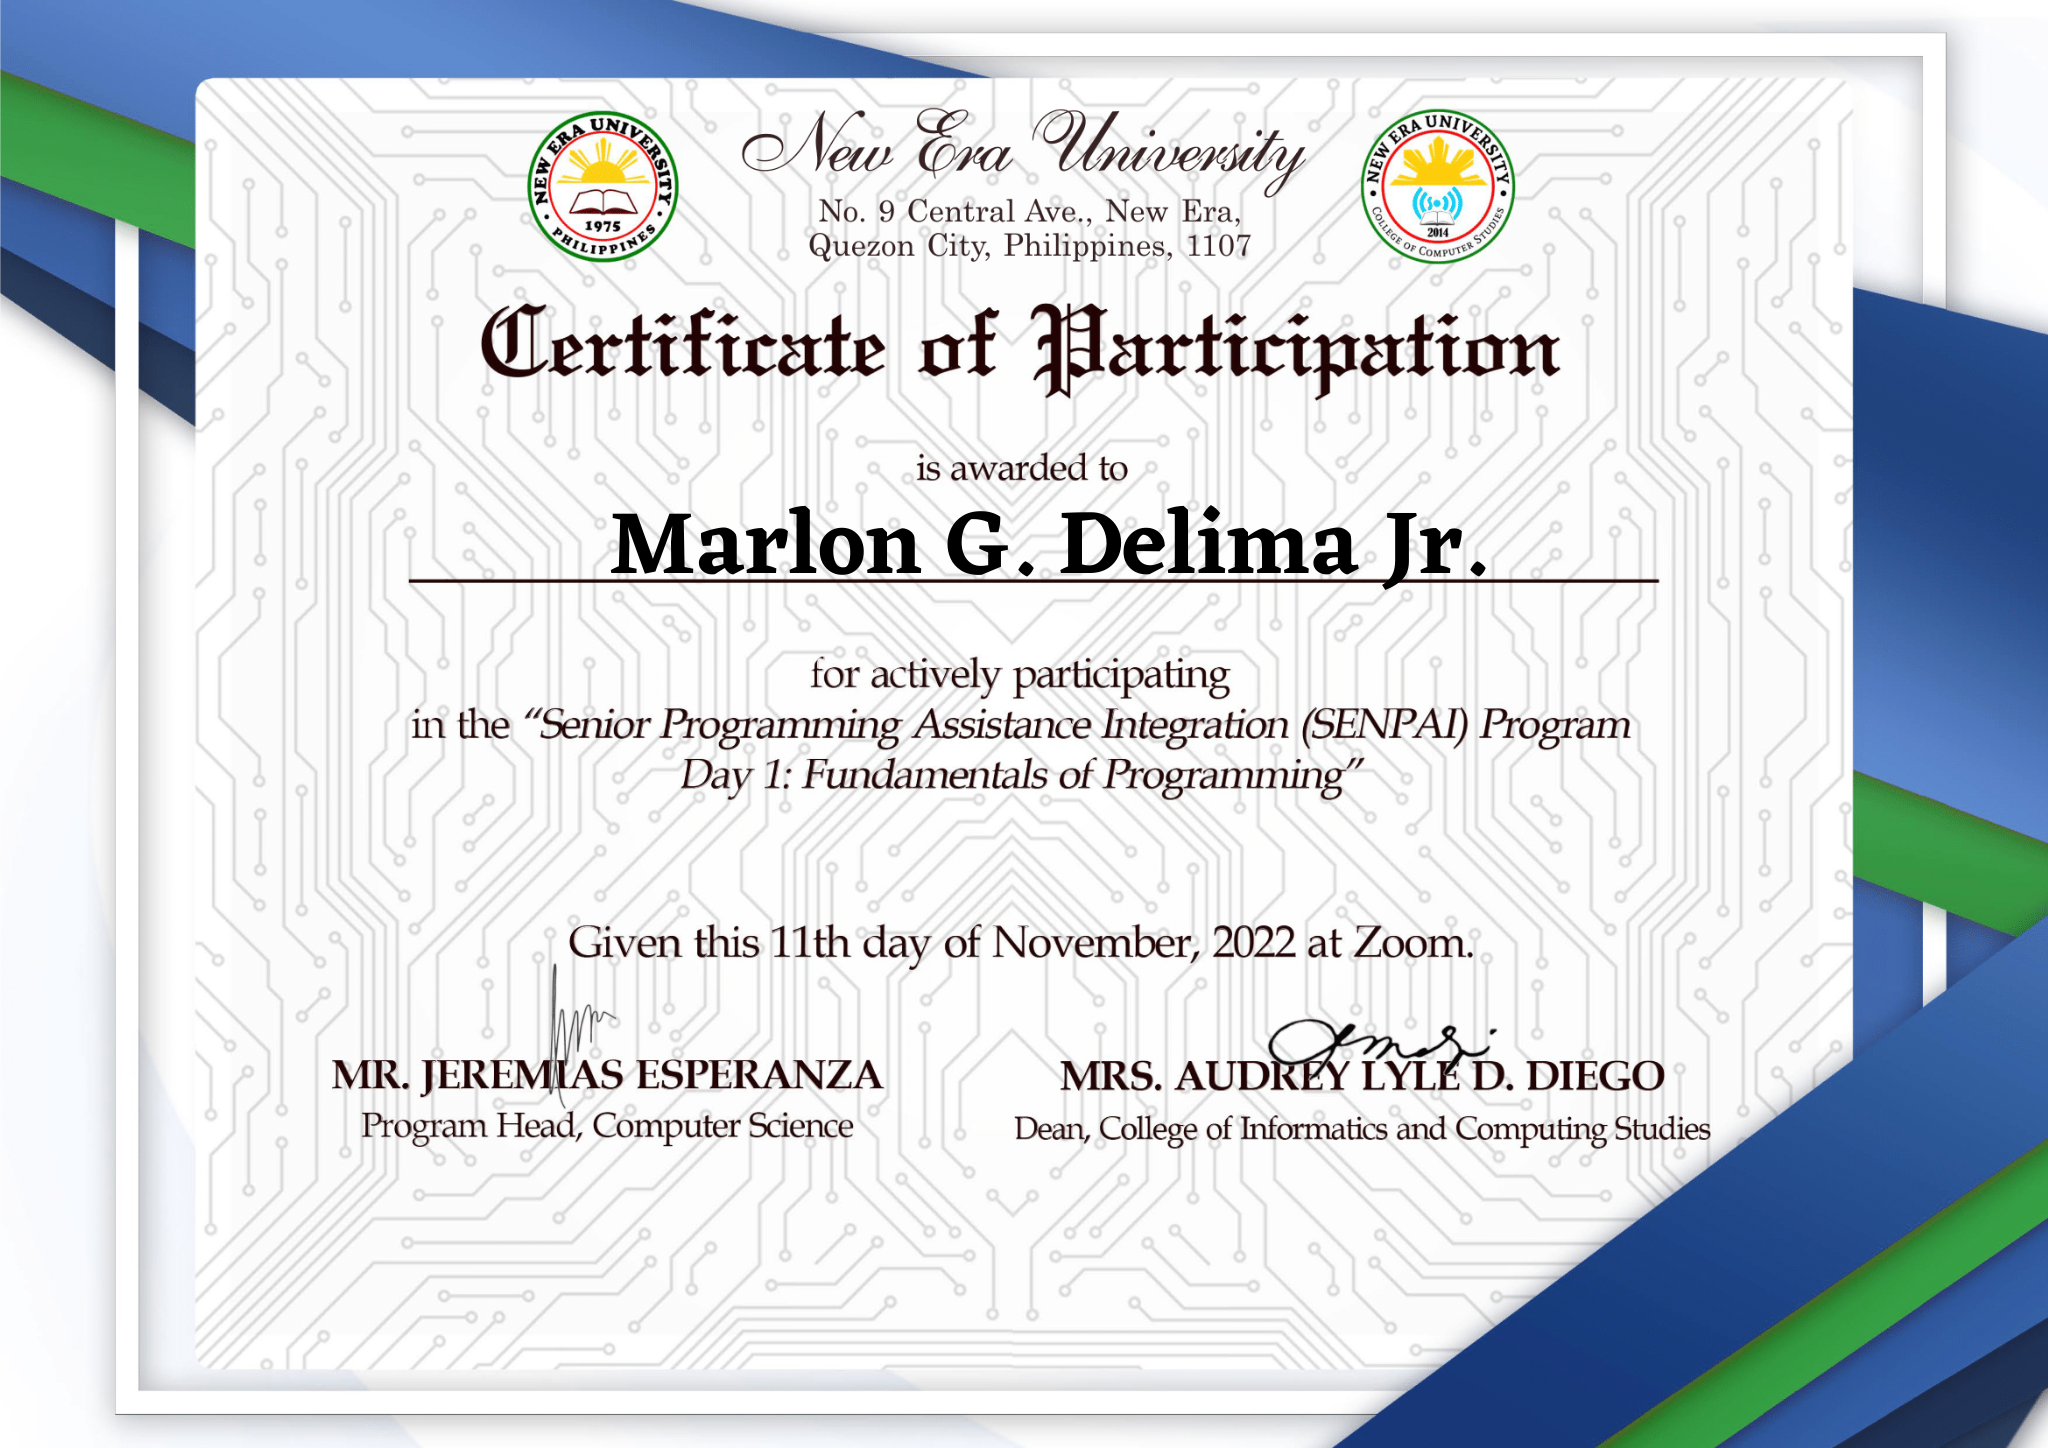 NEW ERA UNIVERSITY
1975
PHILIPPINES
New Era University
No. 9 Central Ave., New Era,
Quezon City, Philippines, 1107
NEW ERA UNIVERSITY
2014
COLLEGE OF COMPUTER STUDIES
Certificate of Participation
is awarded to
Marlon G. Delima Jr.
for actively participating
in the “Senior Programming Assistance Integration (SENPAI) Program
Day 1: Fundamentals of Programming”
Given this 11th day of November, 2022 at Zoom.
MR. JEREMIAS ESPERANZA
Program Head, Computer Science
MRS. AUDREY LYLE D. DIEGO
Dean, College of Informatics and Computing Studies